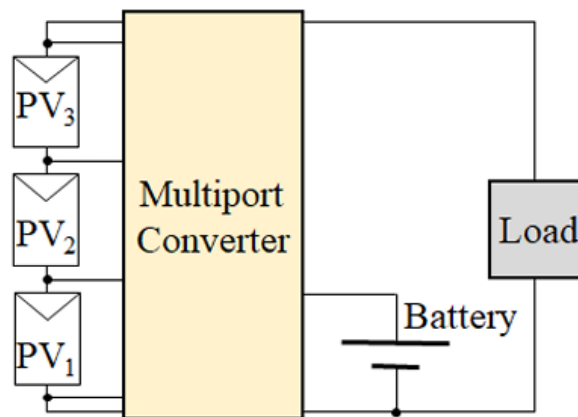 PV₃
PV₂
PV₁
Multiport
Converter
Load
Battery